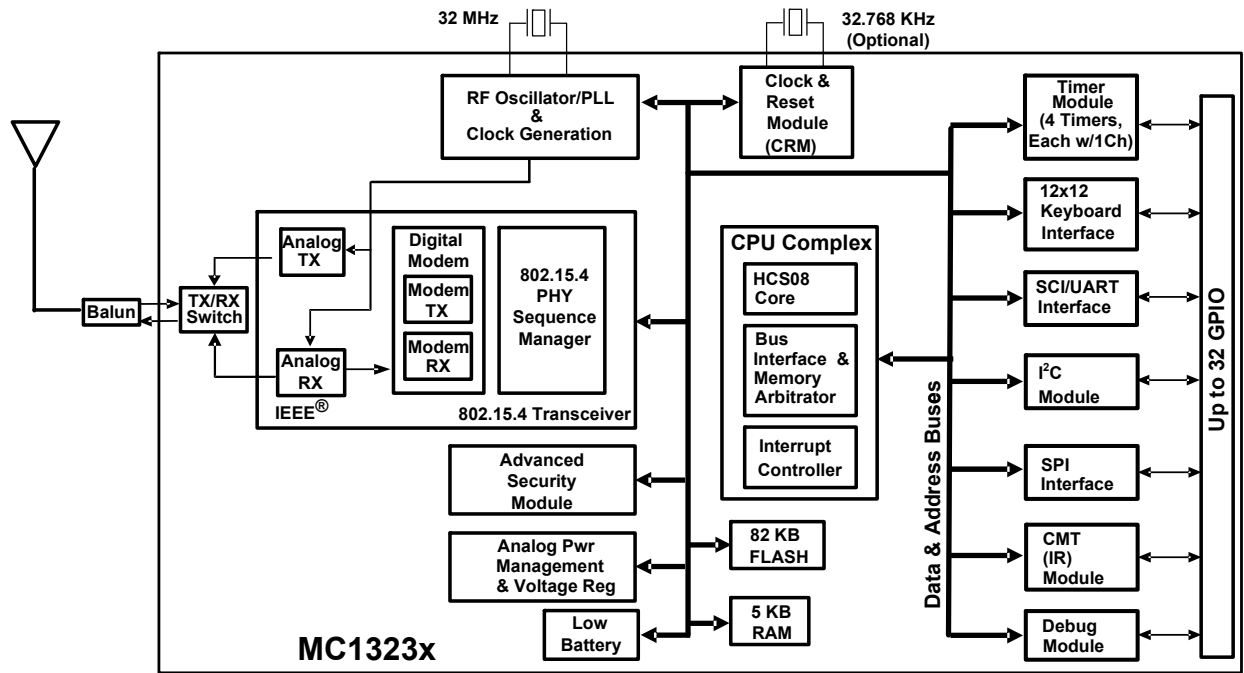 32 MHz
32.768 KHz
(Optional)
RF Oscillator/PLL
&
Clock Generation
Clock &
Reset
Module
(CRM)
Timer
Module
(4 Timers,
Each w/1Ch)
12x12
Keyboard
Interface
SCI/UART
Interface
I²C
Module
SPI
Interface
CMT
(IR)
Module
Debug
Module
Up to 32 GPIO
Data & Address Buses
CPU Complex
HCS08
Core
Bus
Interface &
Memory
Arbitrator
Interrupt
Controller
Balun
TX/RX
Switch
Analog
TX
Analog
RX
IEEE®
Digital
Modem
Modem
TX
Modem
RX
802.15.4
PHY
Sequence
Manager
802.15.4 Transceiver
Advanced
Security
Module
Analog Pwr
Management
& Voltage Reg
Low
Battery
82 KB
FLASH
5 KB
RAM
MC1323x